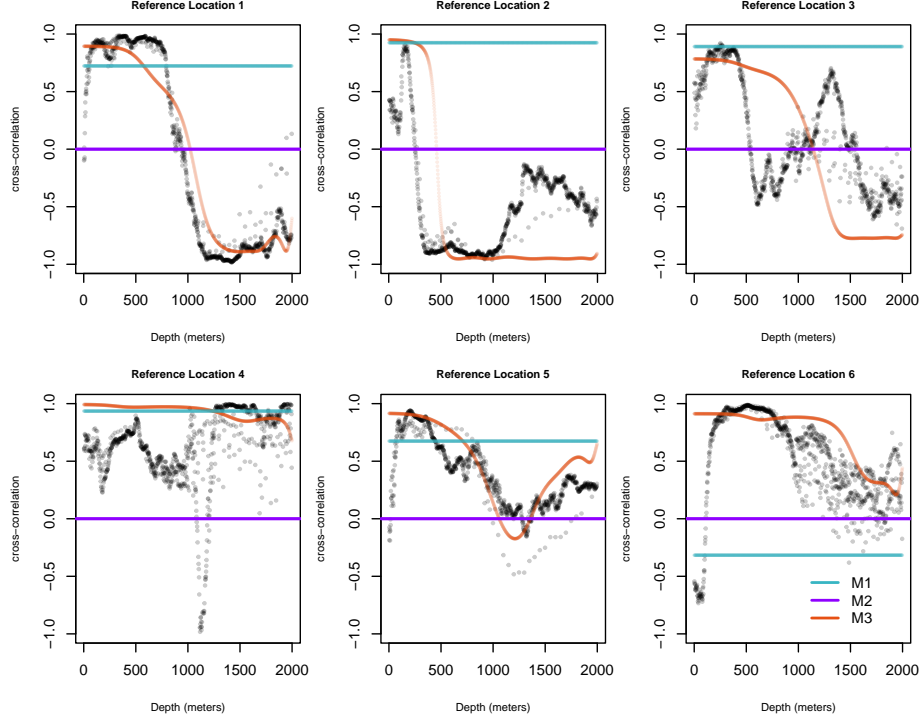 Reference Location 1
cross−correlation
1.0
0.5
0.0
−0.5
−1.0
0 500 1000 1500 2000
Depth (meters)
Reference Location 2
cross−correlation
1.0
0.5
0.0
−0.5
−1.0
0 500 1000 1500 2000
Depth (meters)
Reference Location 3
cross−correlation
1.0
0.5
0.0
−0.5
−1.0
0 500 1000 1500 2000
Depth (meters)
Reference Location 4
cross−correlation
1.0
0.5
0.0
−0.5
−1.0
0 500 1000 1500 2000
Depth (meters)
Reference Location 5
cross−correlation
1.0
0.5
0.0
−0.5
−1.0
0 500 1000 1500 2000
Depth (meters)
Reference Location 6
cross−correlation
1.0
0.5
0.0
−0.5
−1.0
M1
M2
M3
0 500 1000 1500 2000
Depth (meters)